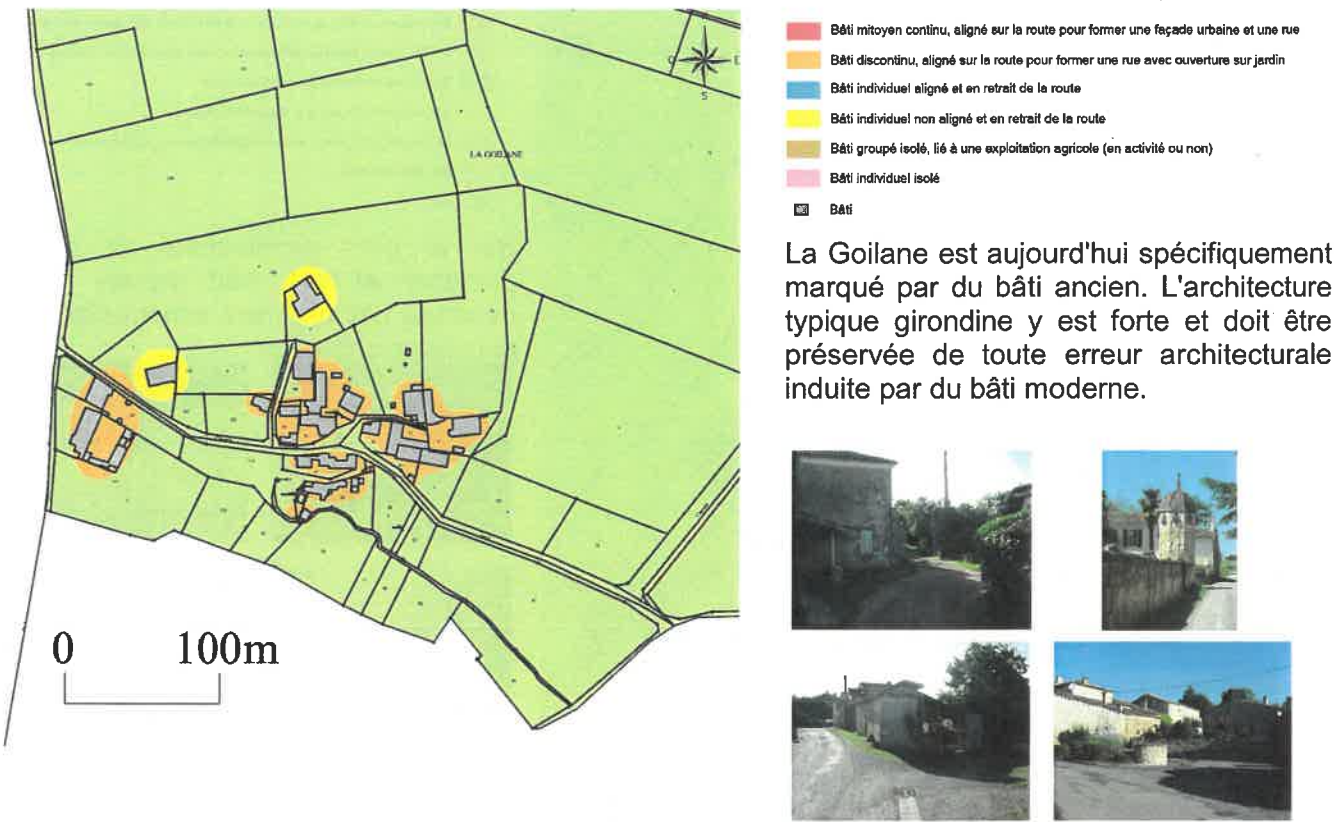 LA GOILANE
O
E
S
0 100m
Bâti mitoyen continu, aligné sur la route pour former une façade urbaine et une rue
Bâti discontinu, aligné sur la route pour former une rue avec ouverture sur jardin
Bâti individuel aligné et en retrait de la route
Bâti individuel non aligné et en retrait de la route
Bâti groupé isolé, lié à une exploitation agricole (en activité ou non)
Bâti individuel isolé
Bâti
La Goilane est aujourd'hui spécifiquement
marqué par du bâti ancien. L'architecture
typique girondine y est forte et doit être
préservée de toute erreur architecturale
induite par du bâti moderne.